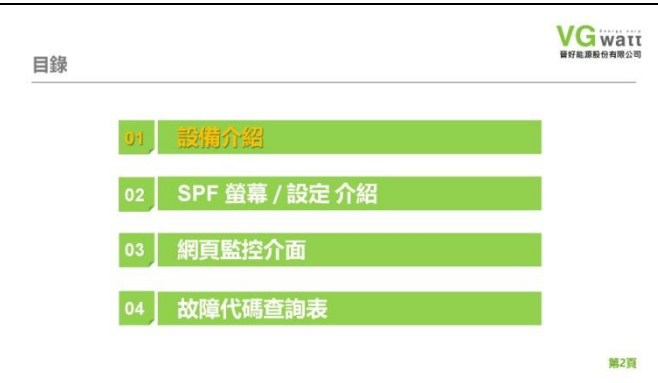 VG watt
晉好能源股份有限公司
目錄
01 設備介紹
02 SPF 螢幕 / 設定 介紹
03 網頁監控介面
04 故障代碼查詢表
第2頁